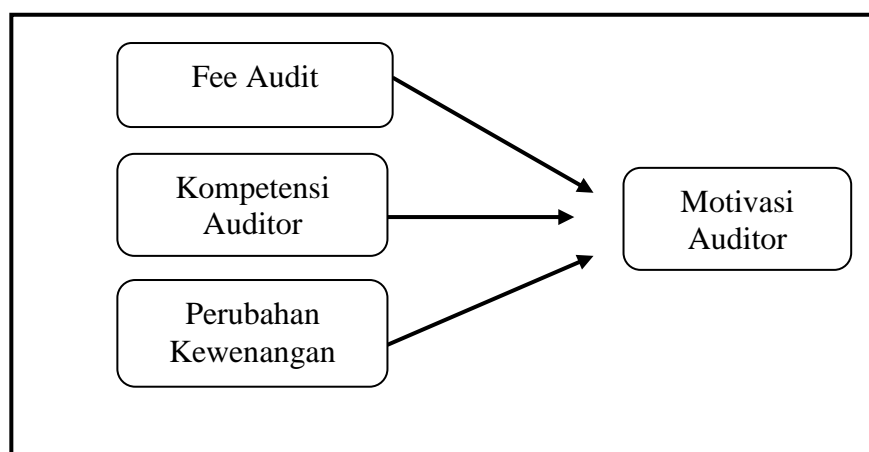 Fee Audit
Kompetensi
Auditor
Motivasi
Auditor
Perubahan
Kewenangan